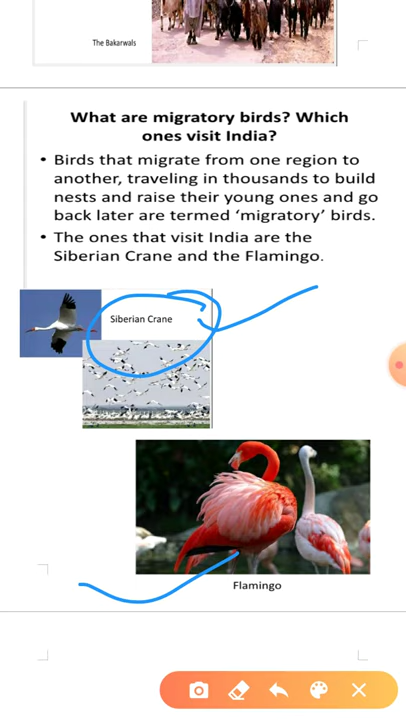 The Bakarwals
What are migratory birds? Which
ones visit India?
• Birds that migrate from one region to
another, traveling in thousands to build
nests and raise their young ones and go
back later are termed ‘migratory’ birds.
• The ones that visit India are the
Siberian Crane and the Flamingo.
Siberian Crane
Flamingo